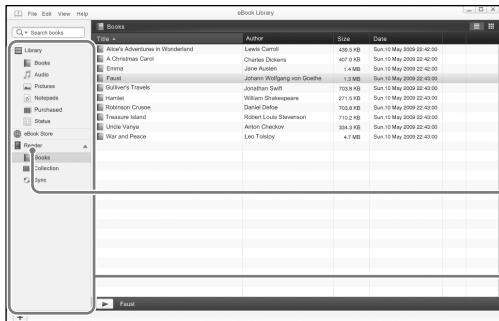 File Edit View Help
eBook Library
Search books
Books
Title
Author
Size
Date
Library
Books
Audio
Pictures
Notepads
Purchased
Status
eBook Store
Reader
Books
Collection
Sync
Alice's Adventures in Wonderland Lewis Carroll 439.5 KB Sun.10 May 2009 22:42:00
A Christmas Carol Charles Dickens 407.0 KB Sun.10 May 2009 22:42:00
Emma Jane Austen 1.4 MB Sun.10 May 2009 22:42:00
Faust Johann Wolfgang von Goethe 1.3 MB Sun.10 May 2009 22:42:00
Gulliver's Travels Jonathan Swift 703.8 KB Sun.10 May 2009 22:43:00
Hamlet William Shakespeare 271.5 KB Sun.10 May 2009 22:43:00
Robinson Crusoe Daniel Defoe 703.8 KB Sun.10 May 2009 22:43:00
Treasure Island Robert Louis Stevenson 710.2 KB Sun.10 May 2009 22:43:00
Uncle Vanya Anton Checkov 334.3 KB Sun.10 May 2009 22:43:00
War and Peace Leo Tolstoy 4.7 MB Sun.10 May 2009 22:43:00
Faust